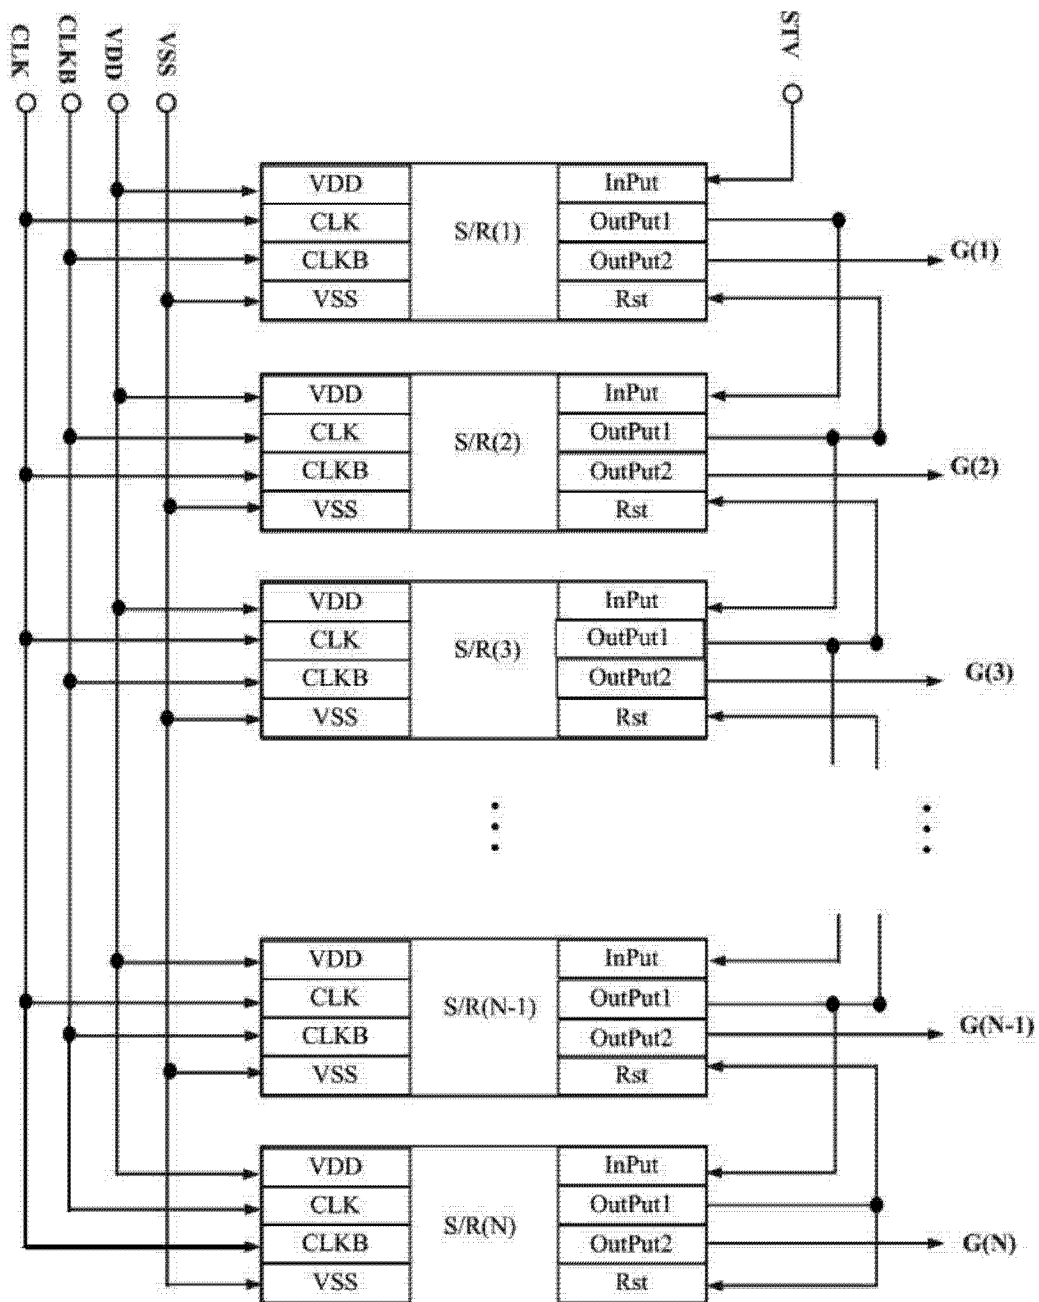 CLK
CLKB
VDD
VSS
STV
VDD
CLK
CLKB
VSS
S/R(1)
InPut
OutPut1
OutPut2
Rst
G(1)
VDD
CLK
CLKB
VSS
S/R(2)
InPut
OutPut1
OutPut2
Rst
G(2)
VDD
CLK
CLKB
VSS
S/R(3)
InPut
OutPut1
OutPut2
Rst
G(3)
VDD
CLK
CLKB
VSS
S/R(N-1)
InPut
OutPut1
OutPut2
Rst
G(N-1)
VDD
CLK
CLKB
VSS
S/R(N)
InPut
OutPut1
OutPut2
Rst
G(N)